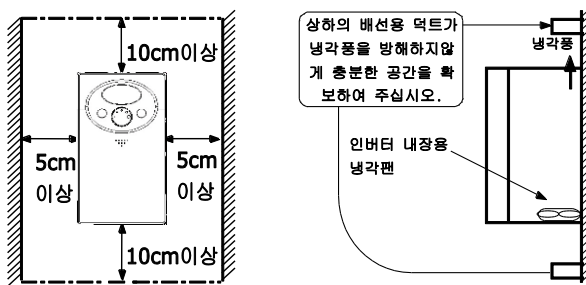 10cm이상
5cm
이상
5cm
이상
10cm이상
상하의 배선용 덕트가
냉각풍을 방해하지않
게 충분한 공간을 확
보하여 주십시오.
냉각풍
인버터 내장용
냉각팬